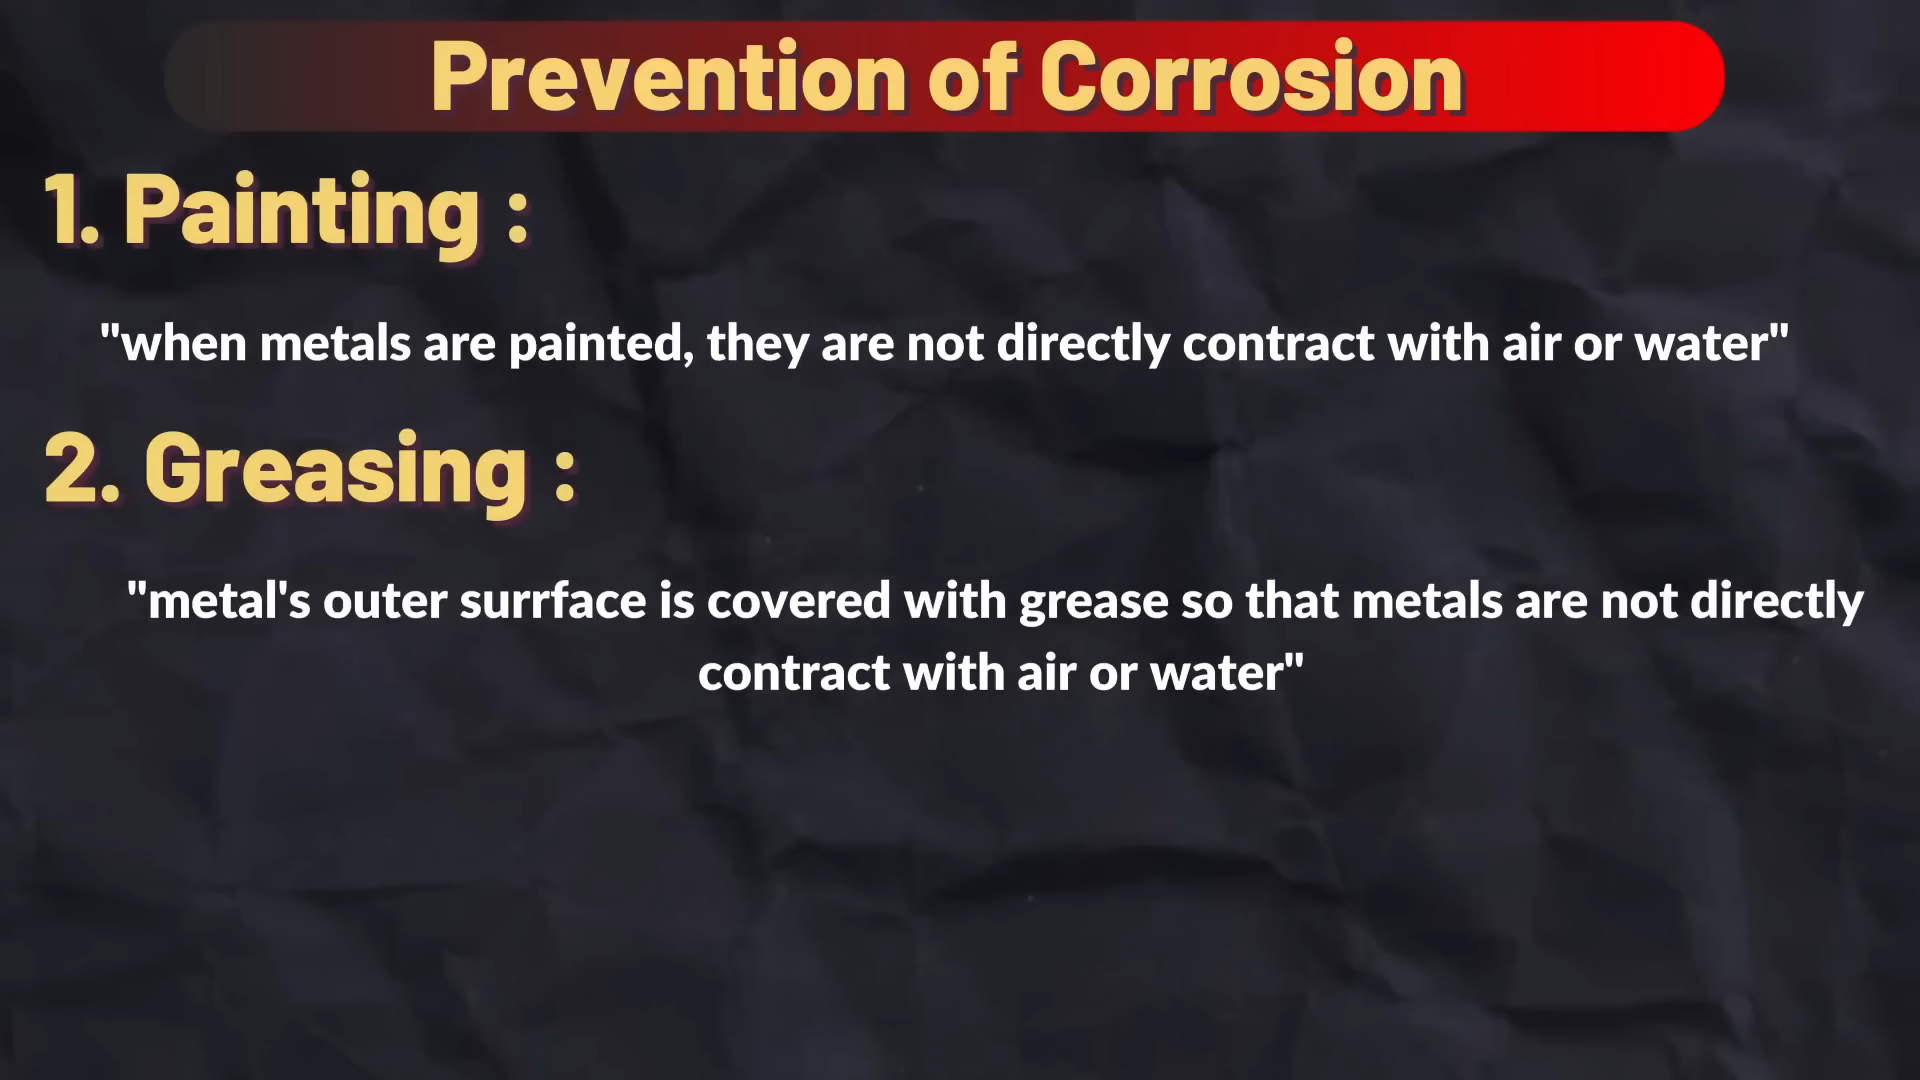 Prevention of Corrosion
1. Painting :
"when metals are painted, they are not directly contract with air or water"
2. Greasing :
"metal's outer surrface is covered with grease so that metals are not directly
contract with air or water"